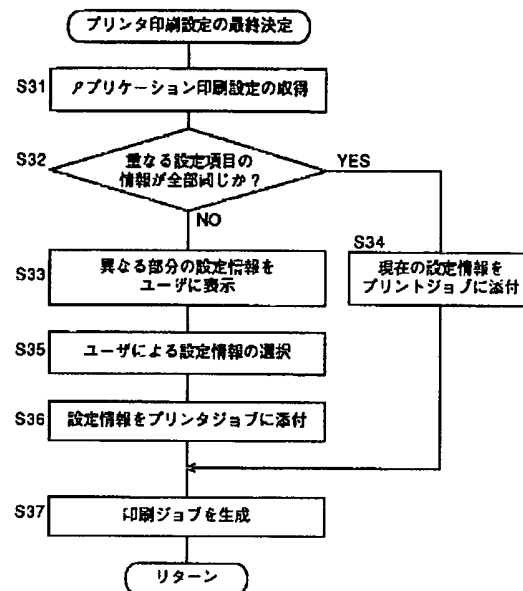 プリンタ印刷設定の最終決定
S31
アプリケーション印刷設定の取得
S32
重なる設定項目の
情報が全部同じか？
YES
NO
S33
異なる部分の設定情報を
ユーザに表示
S34
現在の設定情報を
プリントジョブに添付
S35
ユーザによる設定情報の選択
S36
設定情報をプリンタジョブに添付
S37
印刷ジョブを生成
リターン